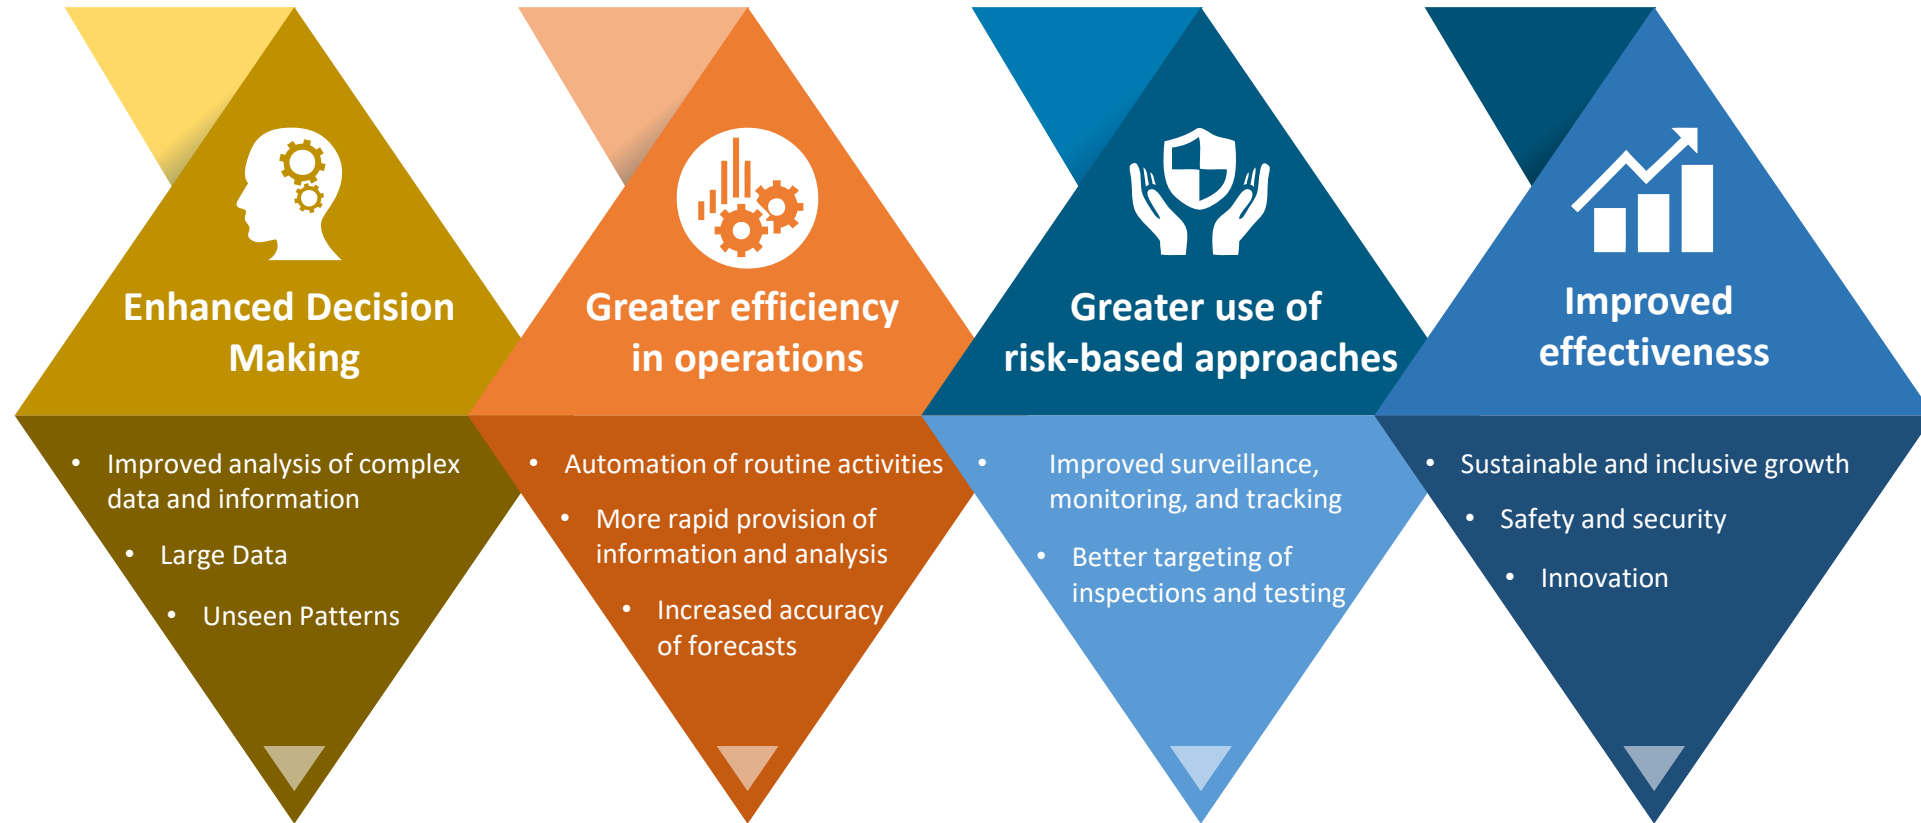 Enhanced Decision
Making
• Improved analysis of complex
data and information
• Large Data
• Unseen Patterns
Greater efficiency
in operations
• Automation of routine activities
• More rapid provision of
information and analysis
• Increased accuracy
of forecasts
Greater use of
risk-based approaches
• Improved surveillance,
monitoring, and tracking
• Better targeting of
inspections and testing
Improved
effectiveness
• Sustainable and inclusive growth
• Safety and security
• Innovation